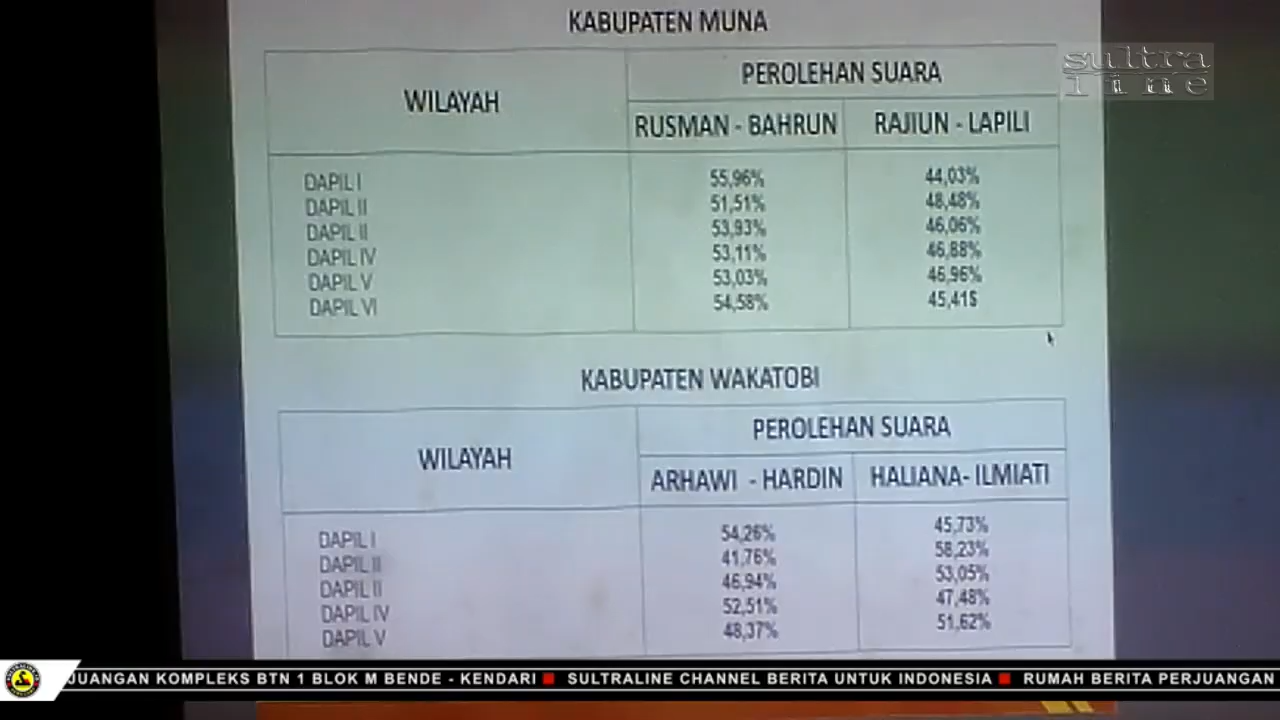 KABUPATEN MUNA
WILAYAH
PEROLEHAN SUARA
RUSMAN - BAHRUN
RAJIUN - LAPILI
DAPIL I 55,96% 44,03%
DAPIL II 51,51% 48,48%
DAPIL II 53,93% 46,06%
DAPIL IV 53,11% 46,88%
DAPIL V 53,03% 46,96%
DAPIL VI 54,58% 45,41$
KABUPATEN WAKATOBI
WILAYAH
PEROLEHAN SUARA
ARHAWI - HARDIN
HALIANA- ILMIATI
DAPIL I 54,26% 45,73%
DAPIL II 41,76% 58,23%
DAPIL II 46,94% 53,05%
DAPIL IV 52,51% 47,48%
DAPIL V 48,37% 51,62%
sultra
line
JUANGAN KOMPLEKS BTN 1 BLOK M BENDE - KENDARI ■ SULTRALINE CHANNEL BERITA UNTUK INDONESIA ■ RUMAH BERITA PERJUANGAN